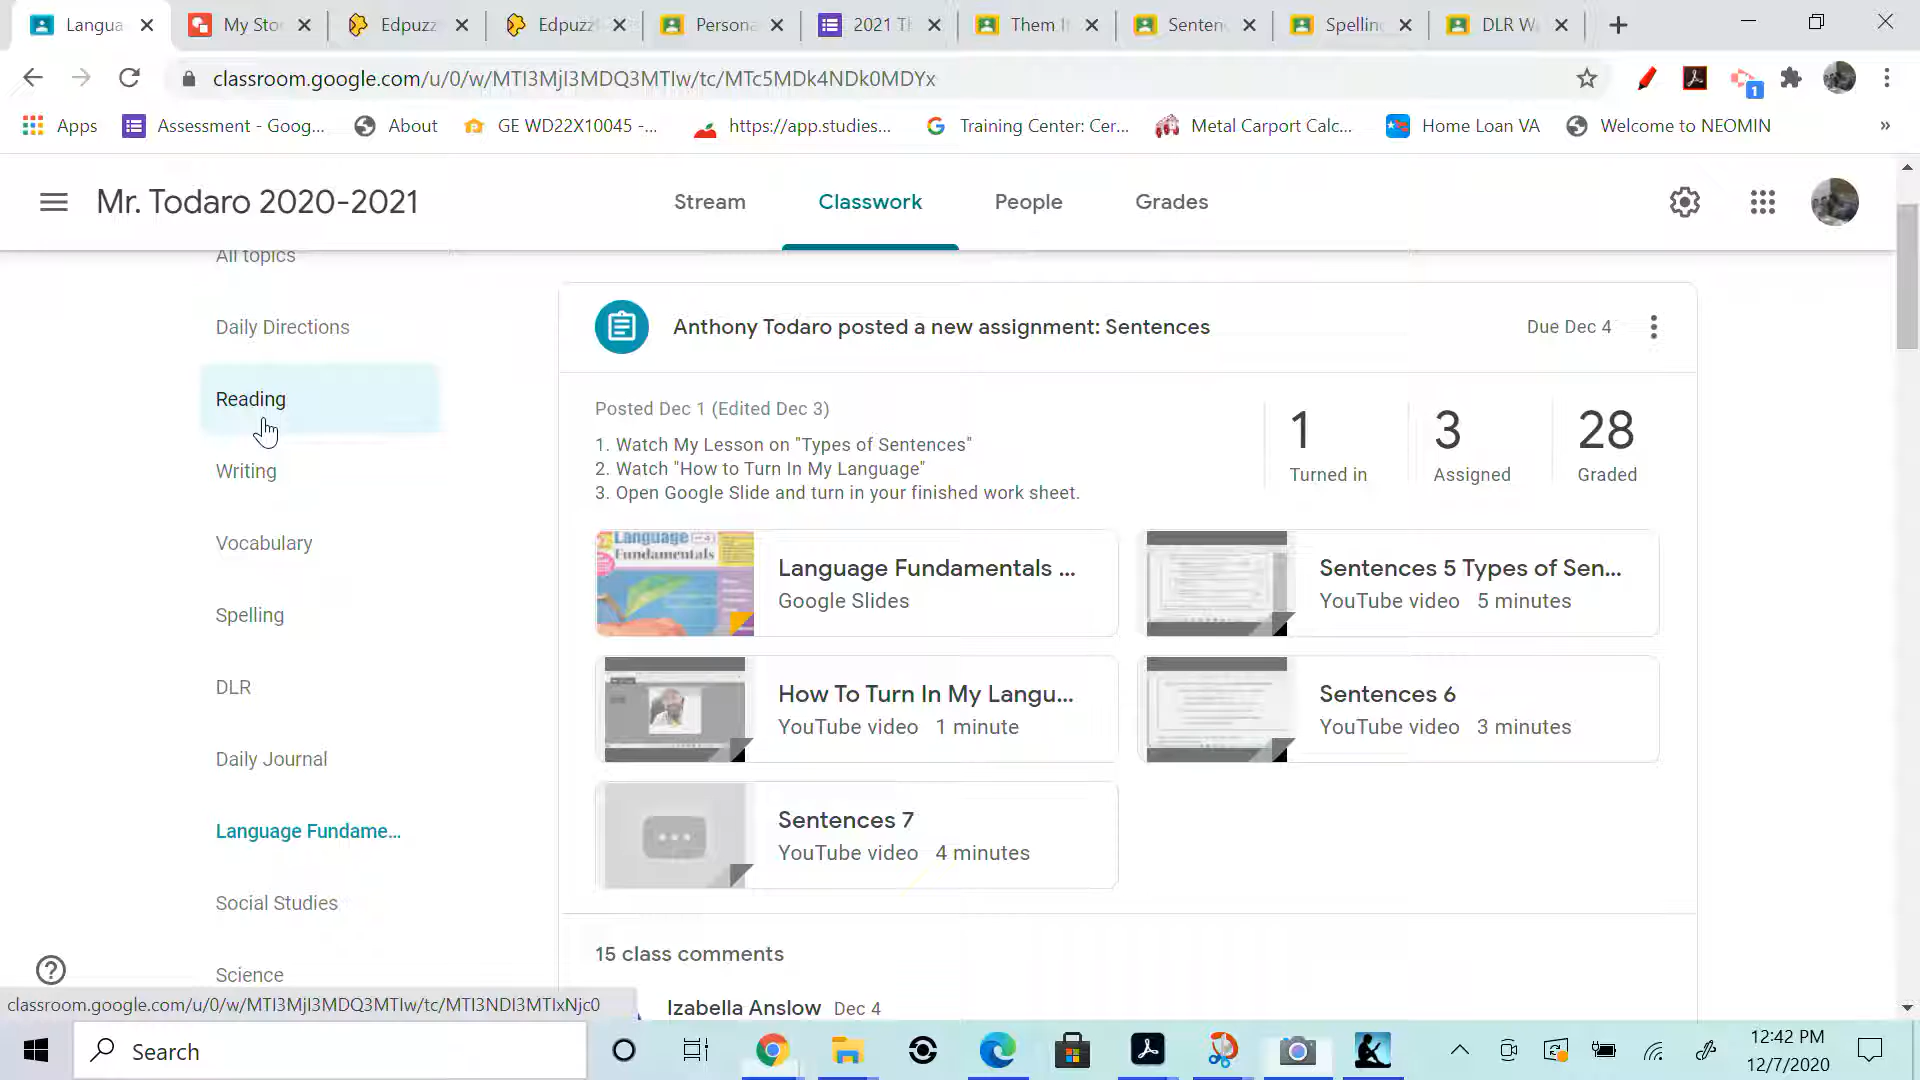 Langua
My Sto
Edpuzz
Edpuzz
Persona
2021 T
Them I
Senten
Spelling
DLR W
classroom.google.com/u/0/w/MTI3MjI3MDQ3MTIw/tc/MTc5MDk4NDk0MDYx
1
Apps
Assessment - Goog...
About
GE WD22X10045 -...
https://app.studies...
Training Center: Cer...
Metal Carport Calc...
Home Loan VA
Welcome to NEOMIN
»
Mr. Todaro 2020-2021
Stream
Classwork
People
Grades
All topics
Daily Directions
Reading
Writing
Vocabulary
Spelling
DLR
Daily Journal
Language Fundame...
Social Studies
Science
Anthony Todaro posted a new assignment: Sentences
Due Dec 4
Posted Dec 1 (Edited Dec 3)
1. Watch My Lesson on "Types of Sentences"
2. Watch "How to Turn In My Language"
3. Open Google Slide and turn in your finished work sheet.
1
Turned in
3
Assigned
28
Graded
Language
Fundamentals
Language Fundamentals ...
Google Slides
Sentences 5 Types of Sen...
YouTube video 5 minutes
How To Turn In My Langu...
YouTube video 1 minute
Sentences 6
YouTube video 3 minutes
Sentences 7
YouTube video 4 minutes
15 class comments
Izabella Anslow Dec 4
classroom.google.com/u/0/w/MTI3MjI3MDQ3MTIw/tc/MTI3NDI3MTIxNjc0
Search
12:42 PM
12/7/2020